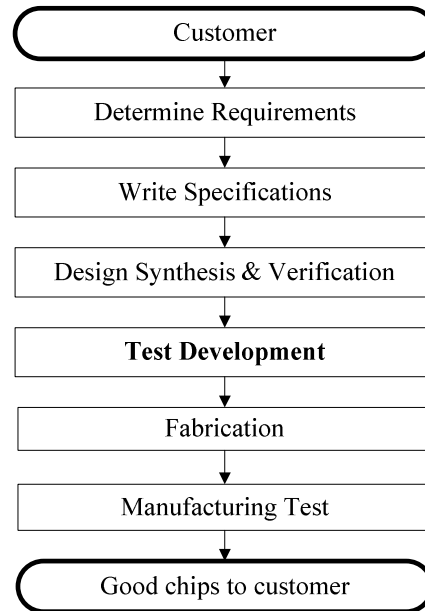 Customer
Determine Requirements
Write Specifications
Design Synthesis & Verification
Test Development
Fabrication
Manufacturing Test
Good chips to customer